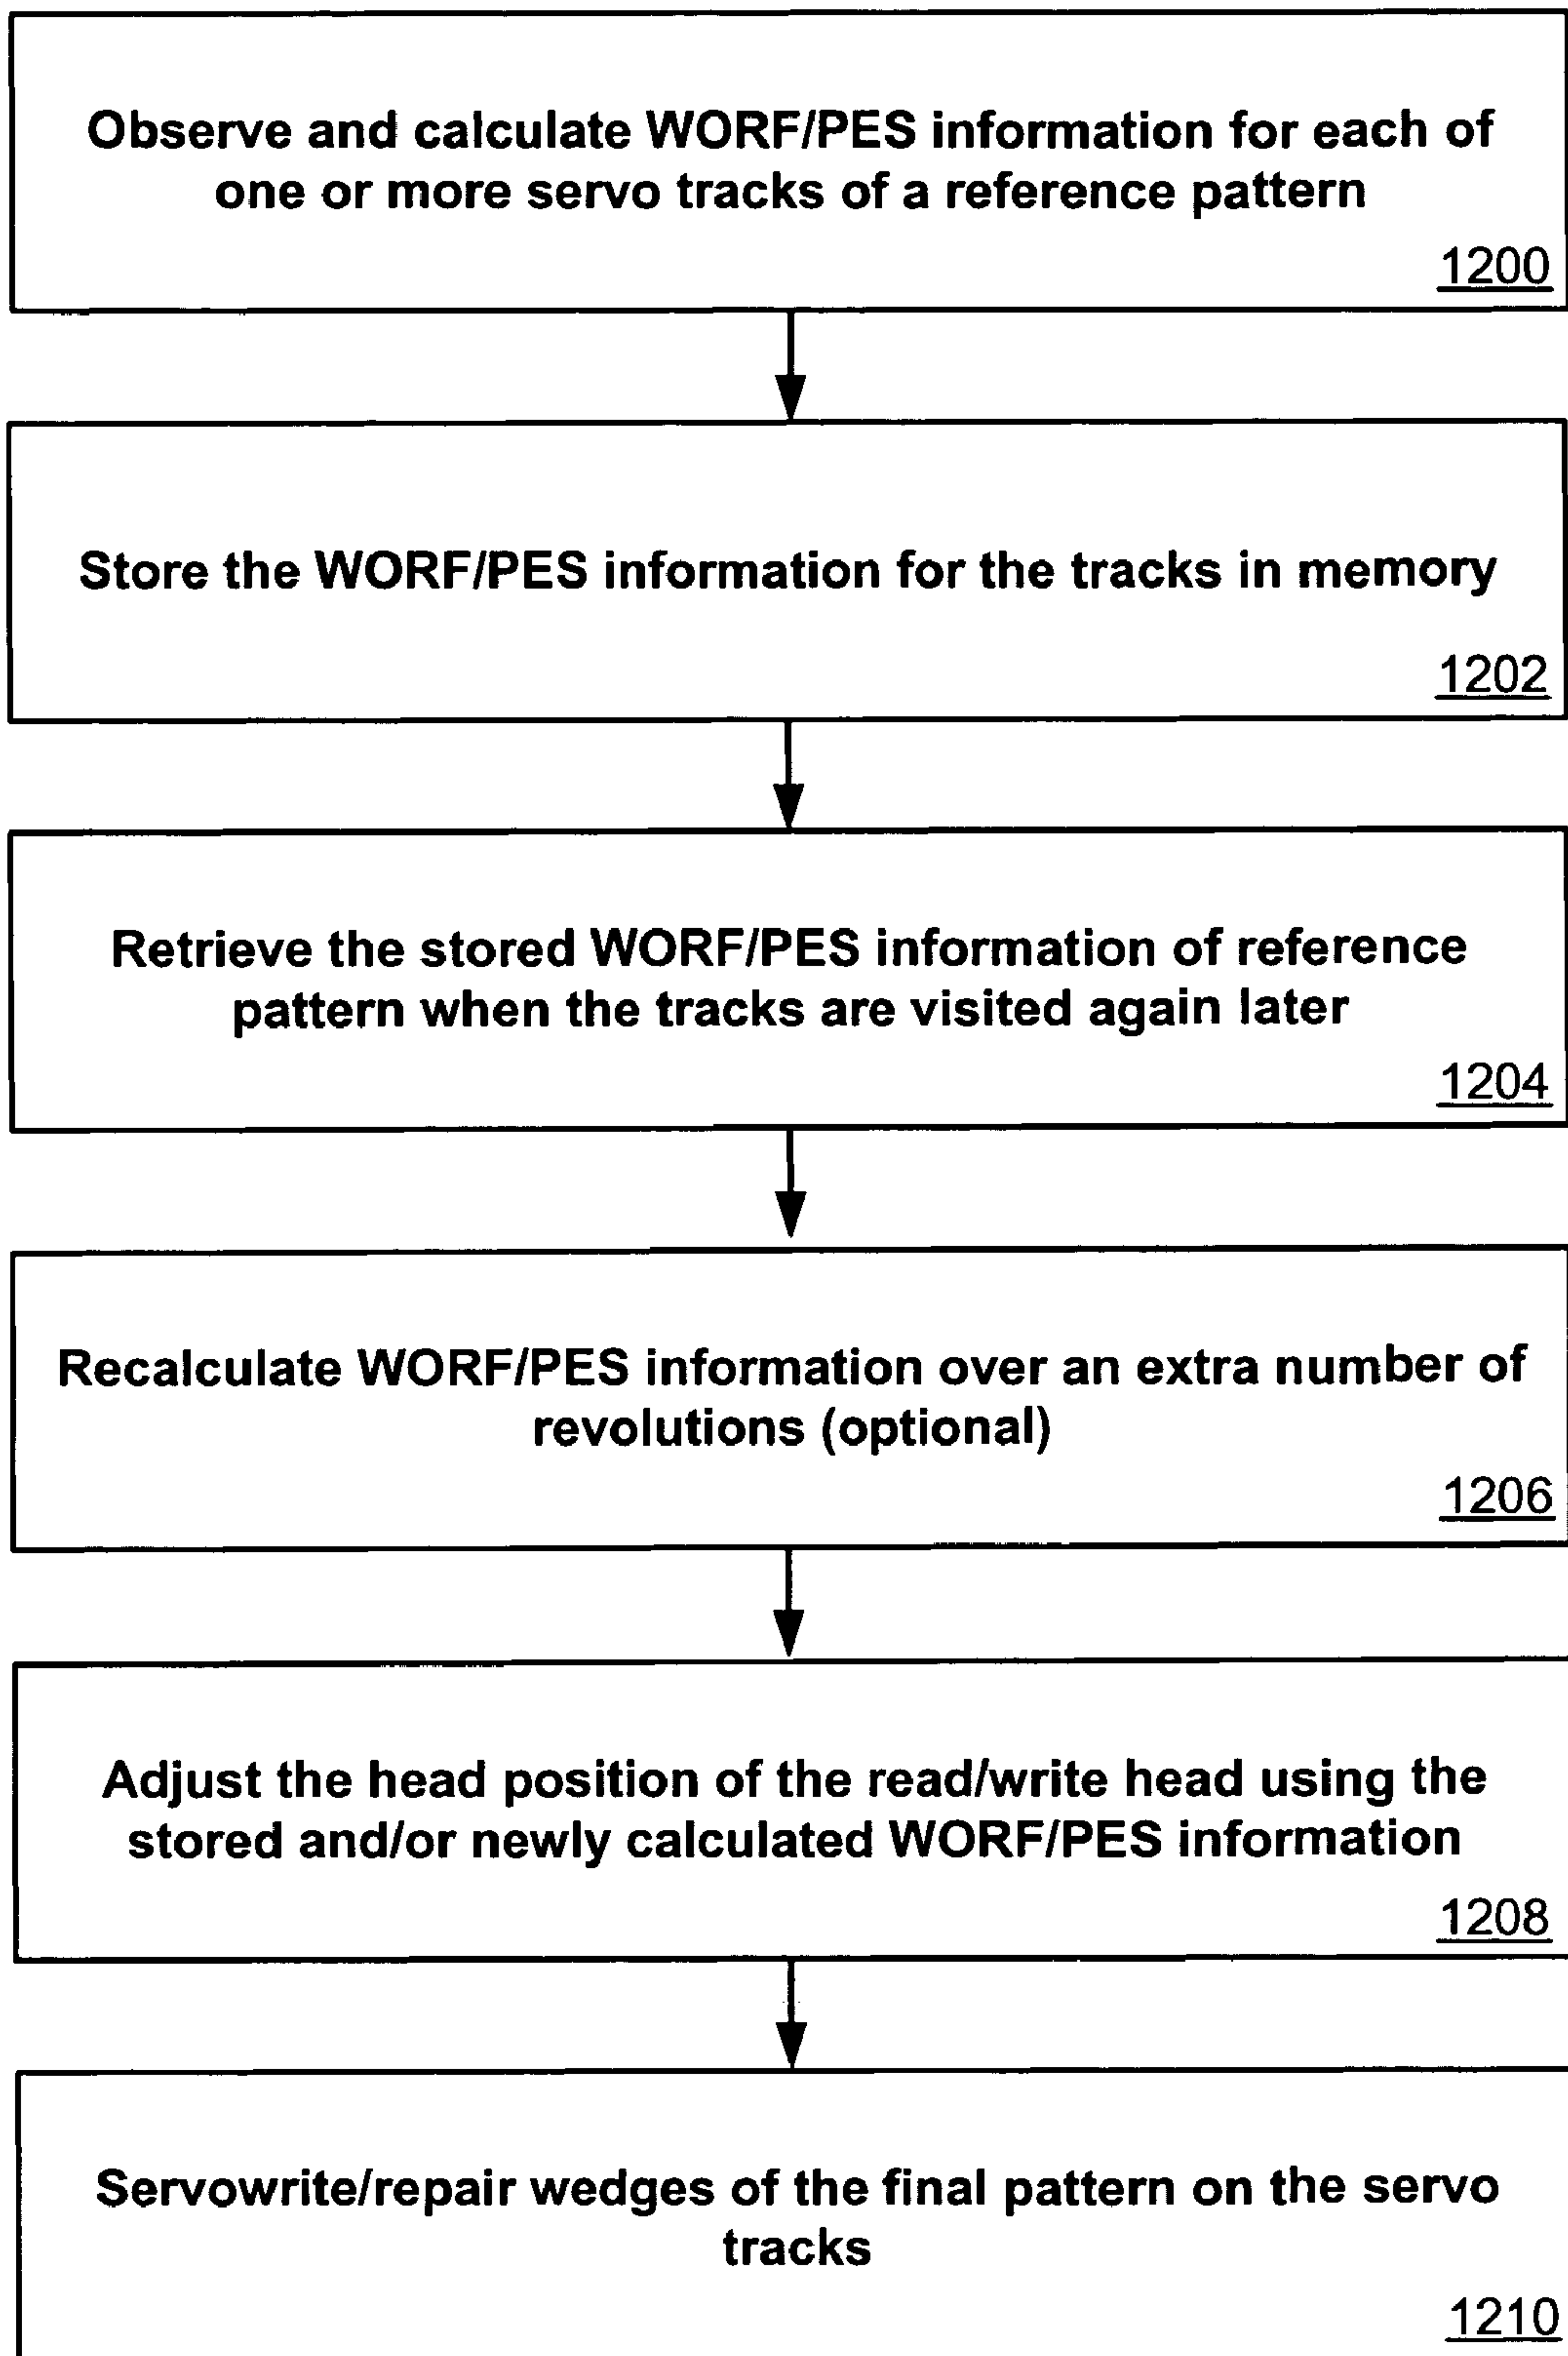 Observe and calculate WORF/PES information for each of
one or more servo tracks of a reference pattern
1200
Store the WORF/PES information for the tracks in memory
1202
Retrieve the stored WORF/PES information of reference
pattern when the tracks are visited again later
1204
Recalculate WORF/PES information over an extra number of
revolutions (optional)
1206
Adjust the head position of the read/write head using the
stored and/or newly calculated WORF/PES information
1208
Servowrite/repair wedges of the final pattern on the servo
tracks
1210